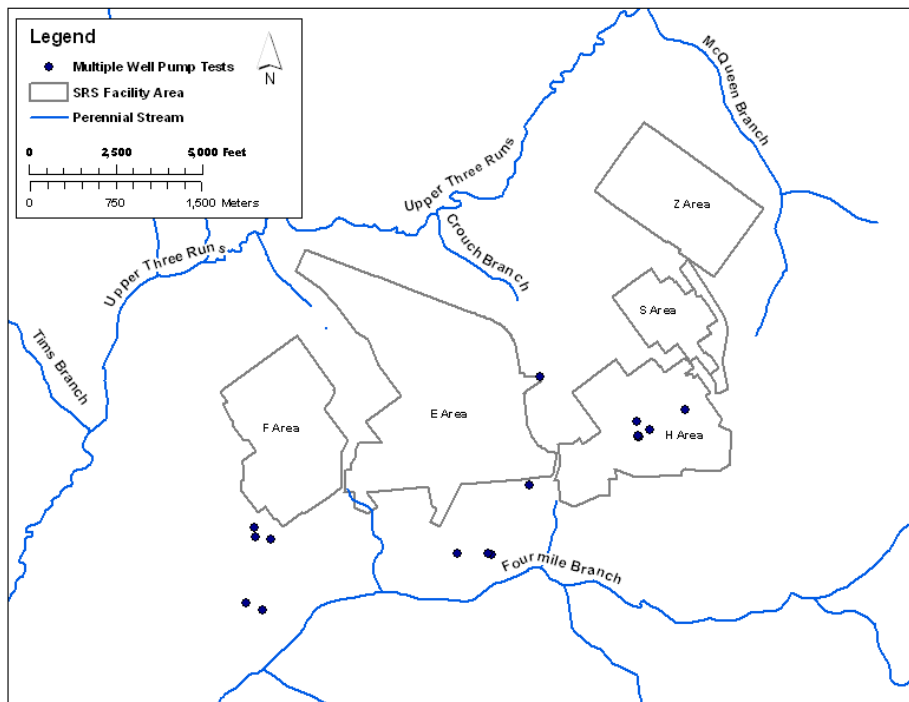 Legend
N
Multiple Well Pump Tests
SRS Facility Area
Perennial Stream
0 2,500 5,000 Feet
0 750 1,500 Meters
McQueen Branch
Upper Three Runs
Z Area
Crouch Branch
Upper Three Runs
S Area
Tims Branch
E Area
F Area
H Area
Fourmile Branch